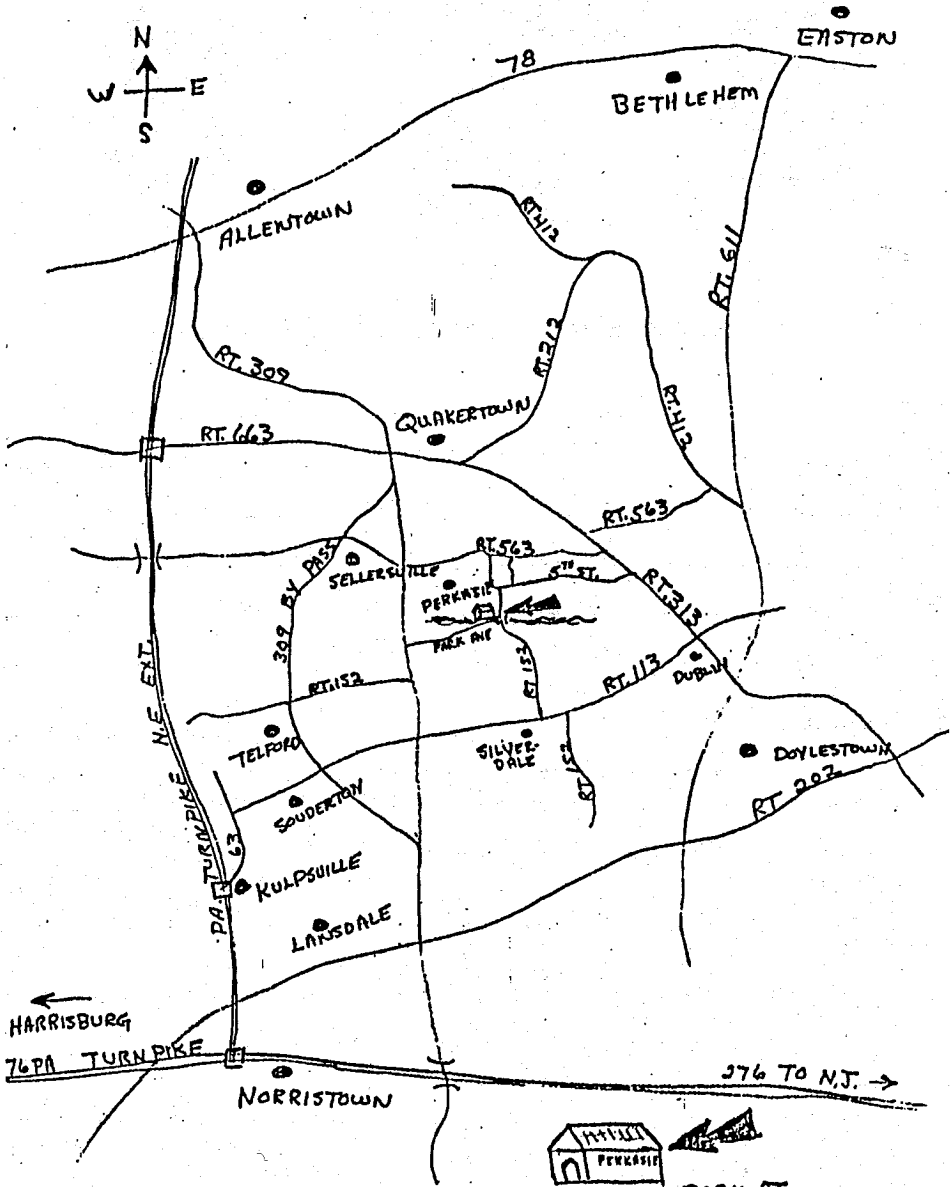 N
EASTON
W E
S
78
BETHLEHEM
ALLENTOWN
RT. 412
RT. 611
RT. 212
RT. 309
QUAKERTOWN
RT. 663
RT. 412
RT. 563
RT. 563
309 BY PASS
SELLERSVILLE
5TH ST.
PERKASIE
RT. 313
PARK AVE
RT. 152
RT 152
RT. 113
DUBLIN
TELFORD
SILVER-
DALE
RT. 152
DOYLESTOWN
RT 202
SOUDERTON
PA. TURNPIKE N.E EXT.
63
KULPSVILLE
LANSDALE
HARRISBURG
76 PA TURNPIKE
276 TO N.J.
NORRISTOWN
PERKASIE